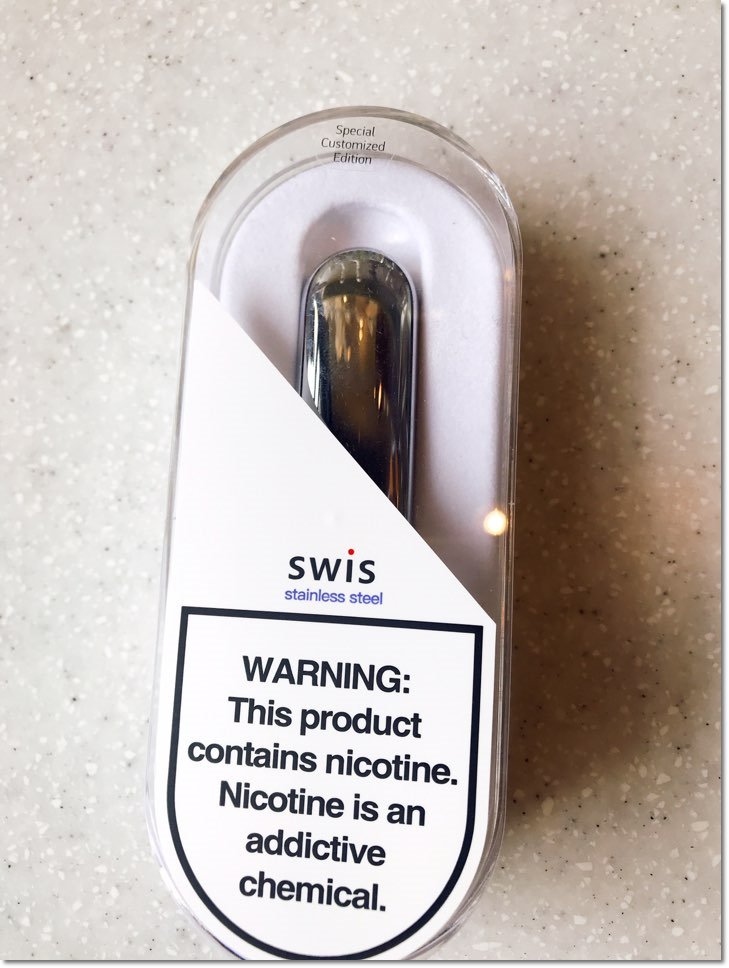 Special
Customized
Edition
swis
stainless steel
WARNING:
This product
contains nicotine.
Nicotine is an
addictive
chemical.